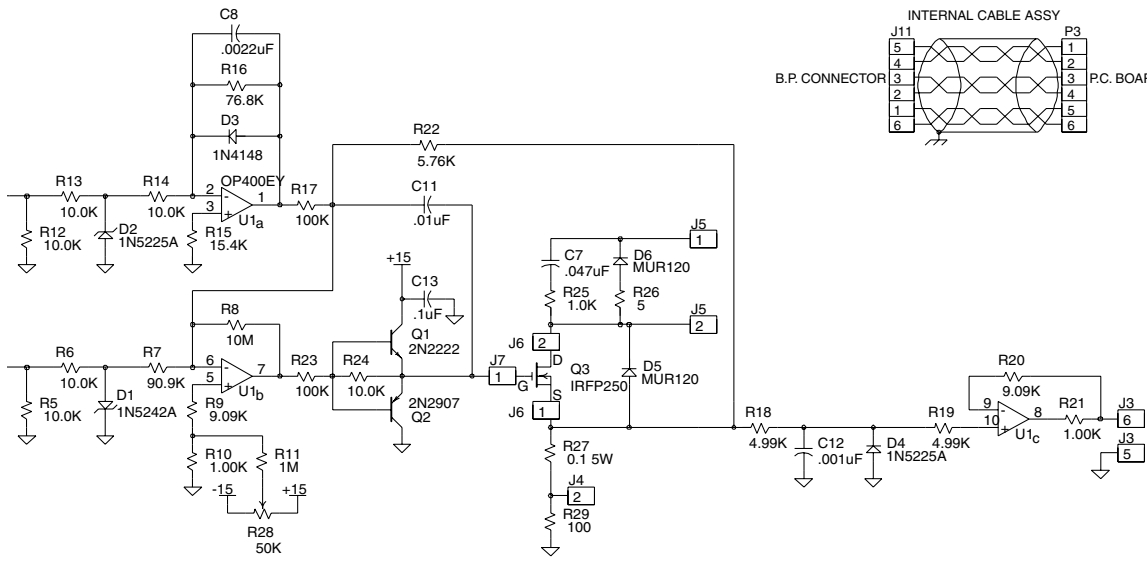 C8
.0022uF
R16
76.8K
D3
1N4148
OP400EY
R13
10.0K
R14
10.0K
2
3
-
+
1
U1a
R17
100K
R12
10.0K
D2
1N5225A
R15
15.4K
R22
5.76K
C11
.01uF
+15
C13
.1uF
R8
10M
Q1
2N2222
R6
10.0K
R7
90.9K
6
5
-
+
7
U1b
R23
100K
R24
10.0K
2N2907
Q2
R5
10.0K
D1
1N5242A
R9
9.09K
R10
1.00K
R11
1M
-15
+15
R28
50K
J5
1
C7
.047uF
D6
MUR120
R25
1.0K
R26
5
J5
2
J6
2
D
J7
1
G
Q3
IRFP250
S
D5
MUR120
J6
1
R27
0.1 5W
J4
2
R29
100
R18
4.99K
C12
.001uF
D4
1N5225A
R19
4.99K
R20
9.09K
9
10
-
+
8
U1c
R21
1.00K
J3
6
J3
5
INTERNAL CABLE ASSY
J11
P3
5
4
3
2
1
6
B.P. CONNECTOR
1
2
3
4
5
6
P.C. BOAR